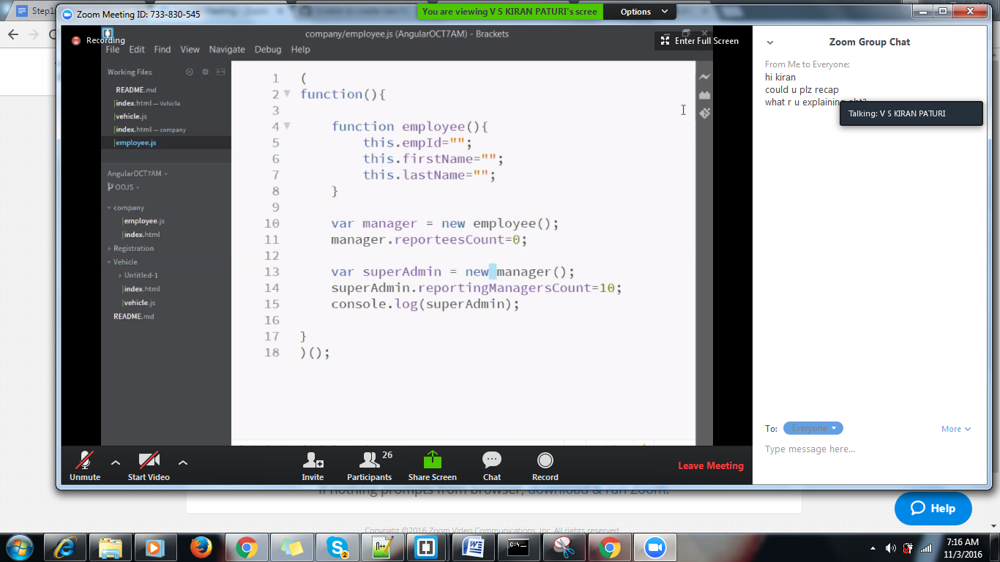 Step1
Zoom Meeting ID: 733-830-545
You are viewing V S KIRAN PATURI's scree
Options
Recording
company/employee.js (AngularOCT7AM) - Brackets
Enter Full Screen
File Edit Find View Navigate Debug Help
Working Files
README.md
index.html — Vehicle
vehicle.js
index.html — company
employee.js
AngularOCT7AM
OOJS
company
employee.js
index.html
Registration
Vehicle
Untitled-1
index.html
vehicle.js
README.md
1 (
2 function(){
3
4 function employee(){
5 this.empId="";
6 this.firstName="";
7 this.lastName="";
8 }
9
10 var manager = new employee();
11 manager.reporteesCount=0;
12
13 var superAdmin = new manager();
14 superAdmin.reportingManagersCount=10;
15 console.log(superAdmin);
16
17 }
18 )();
Zoom Group Chat
From Me to Everyone:
hi kiran
could u plz recap
what r u explaining abt?
Talking: V S KIRAN PATURI
To: Everyone
More
Type message here...
Unmute
Start Video
Invite
26
Participants
Share Screen
Chat
Record
Leave Meeting
If nothing prompts from browser, download & run Zoom.
Copyright ©2016 Zoom Video Communications, Inc. All rights reserved.
Help
2
7:16 AM
11/3/2016